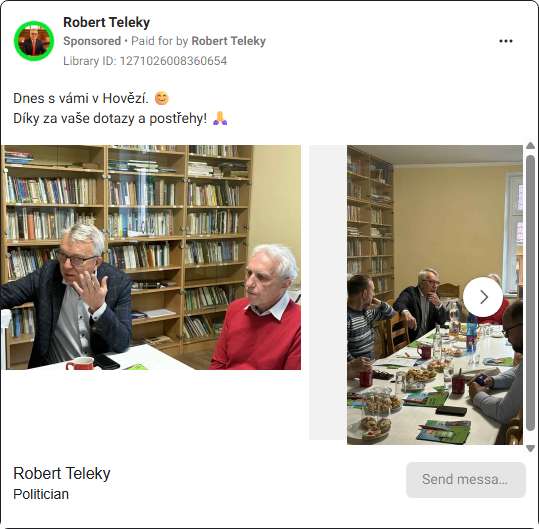 Robert Teleky
Sponsored • Paid for by Robert Teleky
Library ID: 1271026008360654
Dnes s vámi v Hovězí. 😊
Díky za vaše dotazy a postřehy! 🙏
Robert Teleky
Politician
Send messa...